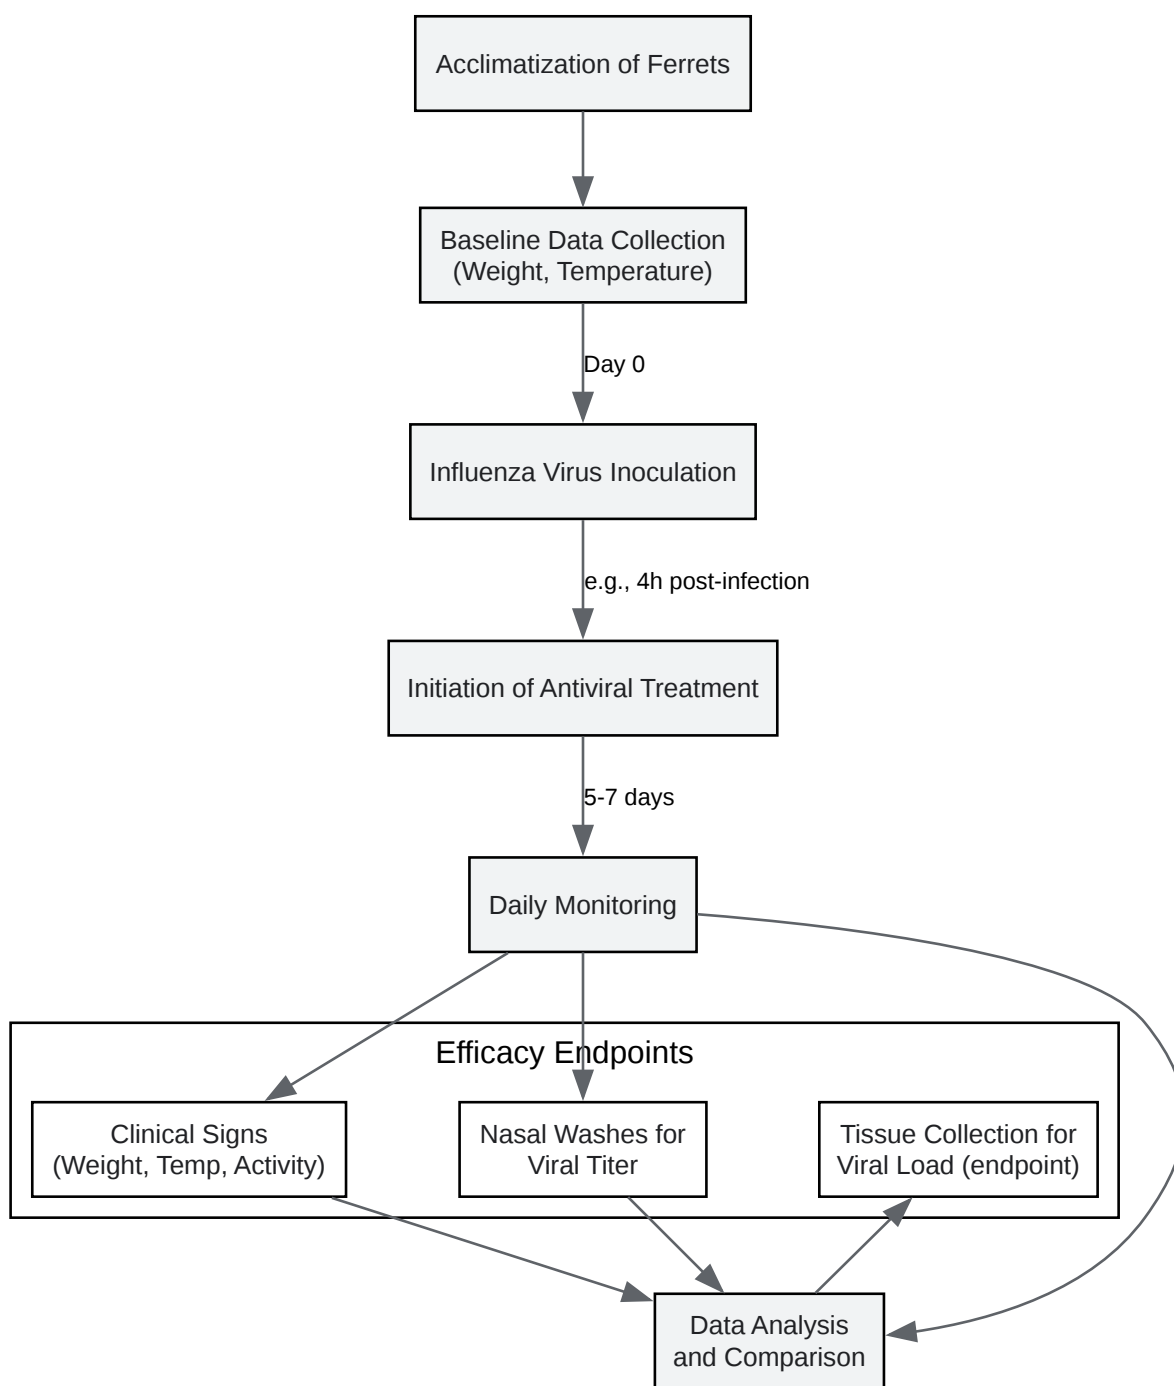 Acclimatization of Ferrets
Baseline Data Collection
(Weight, Temperature)
Day 0
Influenza Virus Inoculation
e.g., 4h post-infection
Initiation of Antiviral Treatment
5-7 days
Daily Monitoring
Efficacy Endpoints
Clinical Signs
(Weight, Temp, Activity)
Nasal Washes for
Viral Titer
Tissue Collection for
Viral Load (endpoint)
Data Analysis
and Comparison